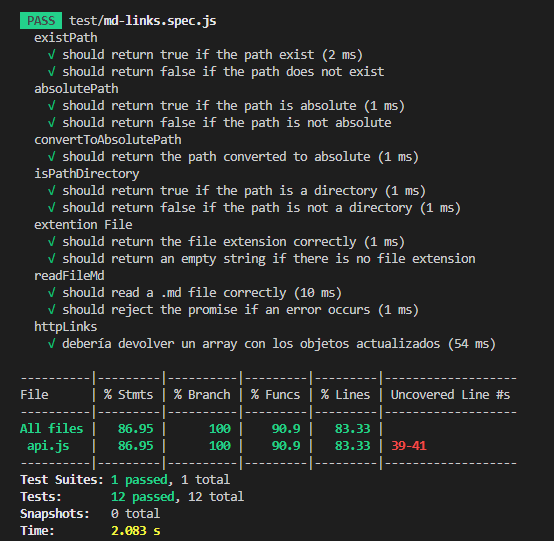 PASS test/md-links.spec.js
existPath
√ should return true if the path exist (2 ms)
√ should return false if the path does not exist
absolutePath
√ should return true if the path is absolute (1 ms)
√ should return false if the path is not absolute
convertToAbsolutePath
√ should return the path converted to absolute (1 ms)
isPathDirectory
√ should return true if the path is a directory (1 ms)
√ should return false if the path is not a directory (1 ms)
extention File
√ should return the file extension correctly (1 ms)
√ should return an empty string if there is no file extension
readFileMd
√ should read a .md file correctly (10 ms)
√ should reject the promise if an error occurs (1 ms)
httpLinks
√ debería devolver un array con los objetos actualizados (54 ms)
----------|---------|----------|---------|---------|-------------------
File | % Stmts | % Branch | % Funcs | % Lines | Uncovered Line #s
----------|---------|----------|---------|---------|-------------------
All files | 86.95 | 100 | 90.9 | 83.33 |
api.js | 86.95 | 100 | 90.9 | 83.33 | 39-41
----------|---------|----------|---------|---------|-------------------
Test Suites: 1 passed, 1 total
Tests: 12 passed, 12 total
Snapshots: 0 total
Time: 2.083 s